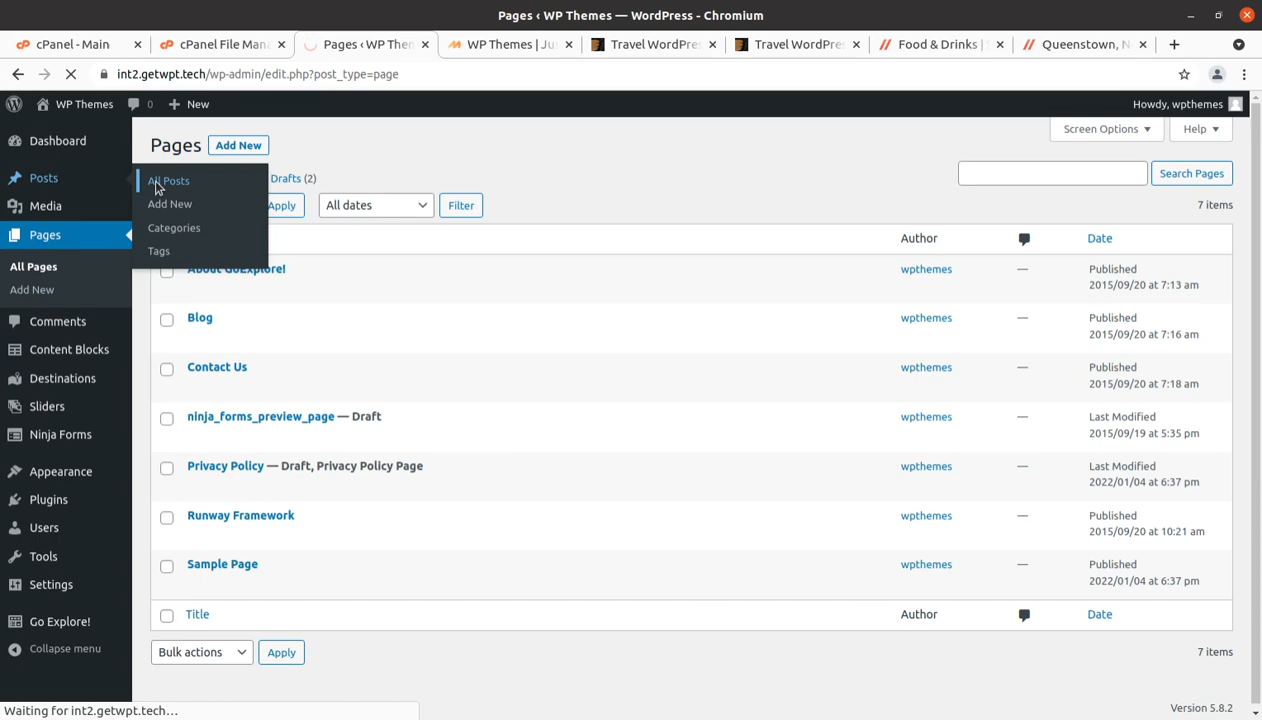 Pages ‹ WP Themes — WordPress - Chromium
cPanel - Main
cPanel File Man
Pages ‹ WP Them
WP Themes | Jus
Travel WordPres
Travel WordPres
Food & Drinks | S
Queenstown, N
int2.getwpt.tech/wp-admin/edit.php?post_type=page
WP Themes
0
New
Howdy, wpthemes
Dashboard
Posts
Media
Pages
All Pages
Add New
Comments
Content Blocks
Destinations
Sliders
Ninja Forms
Appearance
Plugins
Users
Tools
Settings
Go Explore!
Collapse menu
All Posts
Add New
Categories
Tags
Pages
Add New
Screen Options
Help
Drafts (2)
Search Pages
Apply
All dates
Filter
7 items
Author
Date
About GoExplore!
wpthemes
—
Published
2015/09/20 at 7:13 am
Blog
wpthemes
—
Published
2015/09/20 at 7:16 am
Contact Us
wpthemes
—
Published
2015/09/20 at 7:18 am
ninja_forms_preview_page — Draft
wpthemes
—
Last Modified
2015/09/19 at 5:35 pm
Privacy Policy — Draft, Privacy Policy Page
wpthemes
—
Last Modified
2022/01/04 at 6:37 pm
Runway Framework
wpthemes
—
Published
2015/09/20 at 10:21 am
Sample Page
wpthemes
—
Published
2022/01/04 at 6:37 pm
Title
Author
Date
Bulk actions
Apply
7 items
Version 5.8.2
Waiting for int2.getwpt.tech...